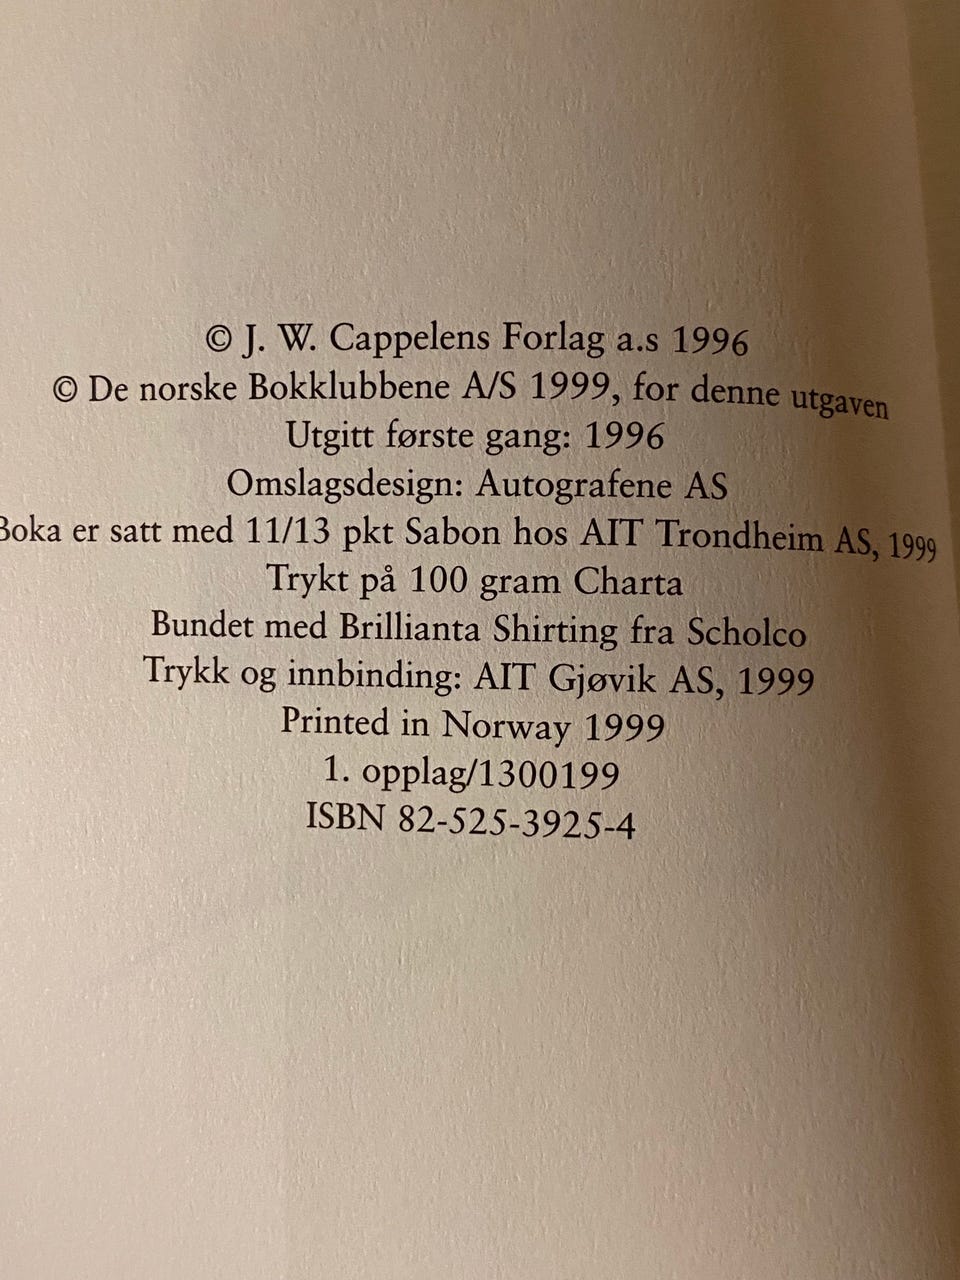 © J. W. Cappelens Forlag a.s 1996
© De norske Bokklubbene A/S 1999, for denne utgaven
Utgitt første gang: 1996
Omslagsdesign: Autografene AS
Boka er satt med 11/13 pkt Sabon hos AIT Trondheim AS, 1999
Trykt på 100 gram Charta
Bundet med Brillianta Shirting fra Scholco
Trykk og innbinding: AIT Gjøvik AS, 1999
Printed in Norway 1999
1. opplag/1300199
ISBN 82-525-3925-4